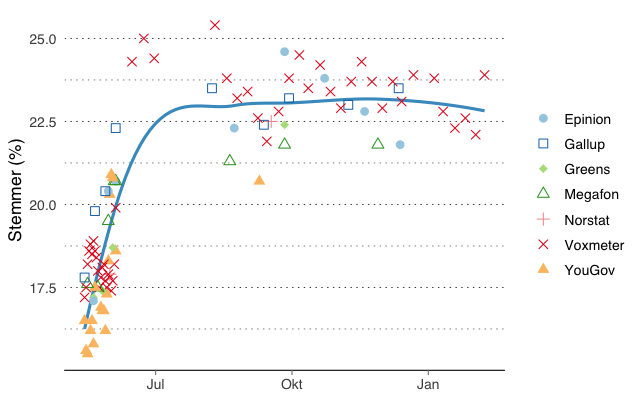 25.0
22.5
20.0
17.5
Stemmer (%)
Jul
Okt
Jan
Epinion
Gallup
Greens
Megafon
Norstat
Voxmeter
YouGov